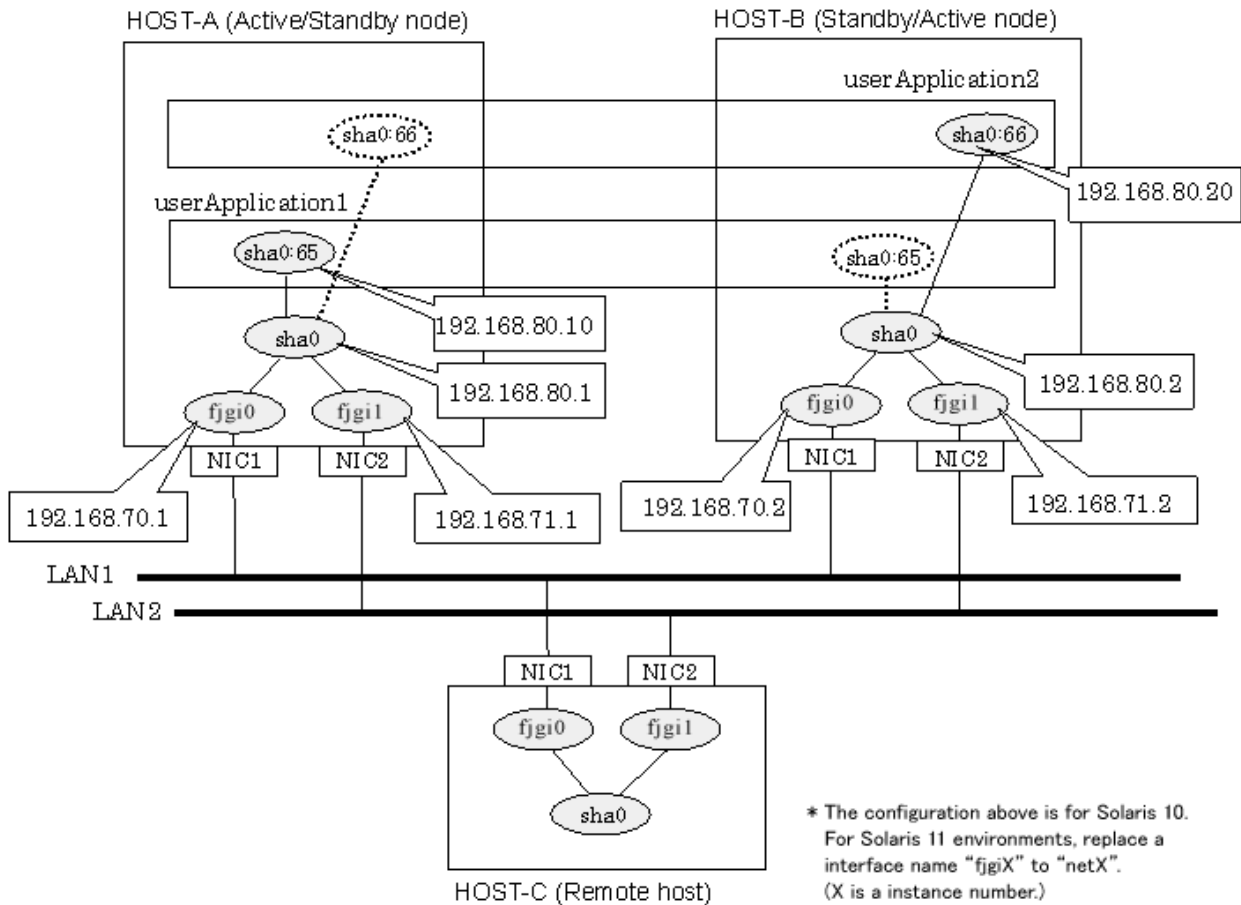 HOST-A (Active/Standby node)
HOST-B (Standby/Active node)
userApplication2
sha0:66
sha0:66
192.168.80.20
userApplication1
sha0:65
sha0:65
192.168.80.10
sha0
sha0
192.168.80.1
192.168.80.2
fjgi0
fjgi1
fjgi0
fjgi1
NIC1
NIC2
NIC1
NIC2
192.168.70.1
192.168.71.1
192.168.70.2
192.168.71.2
LAN1
LAN2
NIC1
NIC2
fjgi0
fjgi1
sha0
HOST-C (Remote host)
* The configuration above is for Solaris 10.
For Solaris 11 environments, replace a
interface name "fjgiX" to "netX".
(X is a instance number.)